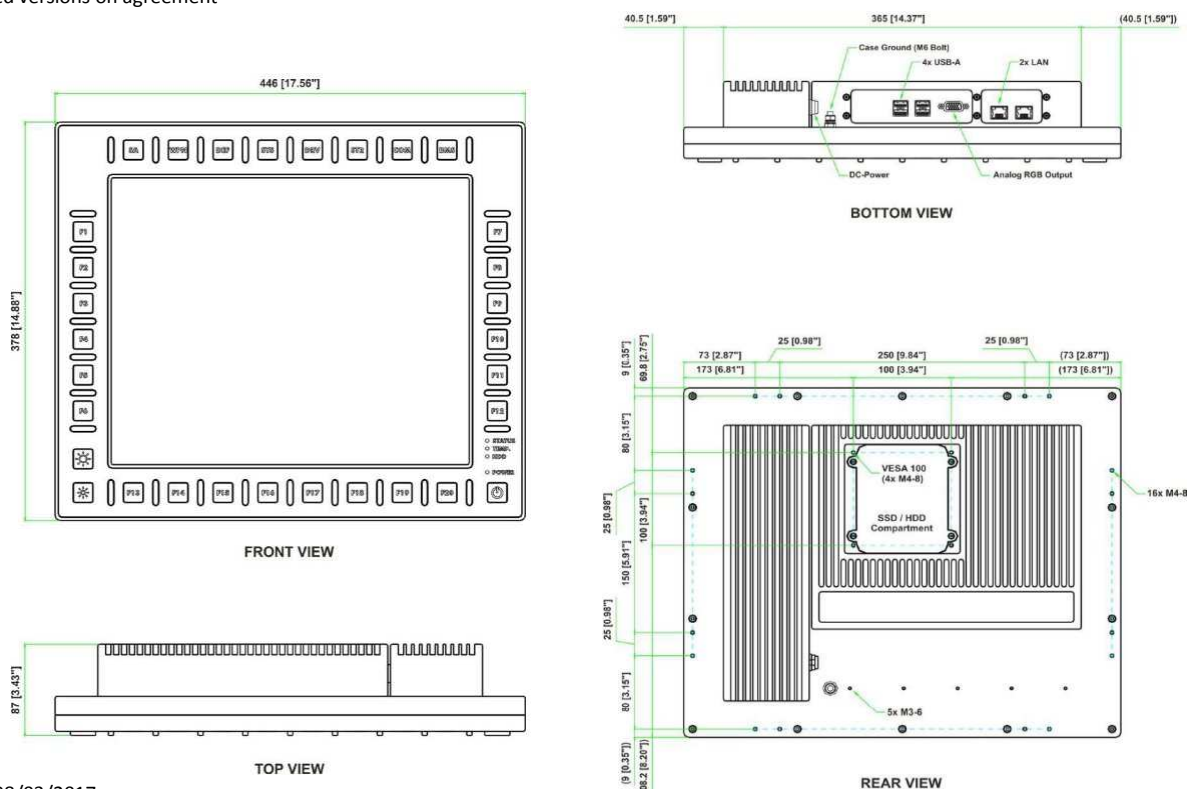 versions on agreement
446 [17.56"]
378 [14.88"]
SA
DEF
F1
F2
F3
F4
F5
F6
F7
F8
F9
F10
F11
F12
STATUS
TEMP.
HDD
POWER
F13
F14
F15
F16
F17
F18
F19
F20
FRONT VIEW
87 [3.43"]
TOP VIEW
40.5 [1.59"]
365 [14.37"]
(40.5 [1.59"])
Case Ground (M6 Bolt)
4x USB-A
2x LAN
DC-Power
Analog RGB Output
BOTTOM VIEW
9 [0.35"]
69.8 [2.75"]
73 [2.87"]
25 [0.98"]
250 [9.84"]
25 [0.98"]
(73 [2.87"])
173 [6.81"]
100 [3.94"]
(173 [6.81"])
80 [3.15"]
25 [0.98"]
100 [3.94"]
150 [5.91"]
25 [0.98"]
80 [3.15"]
(9 [0.35"])
VESA 100
(4x M4-8)
SSD / HDD
Compartment
16x M4-8
5x M3-6
REAR VIEW